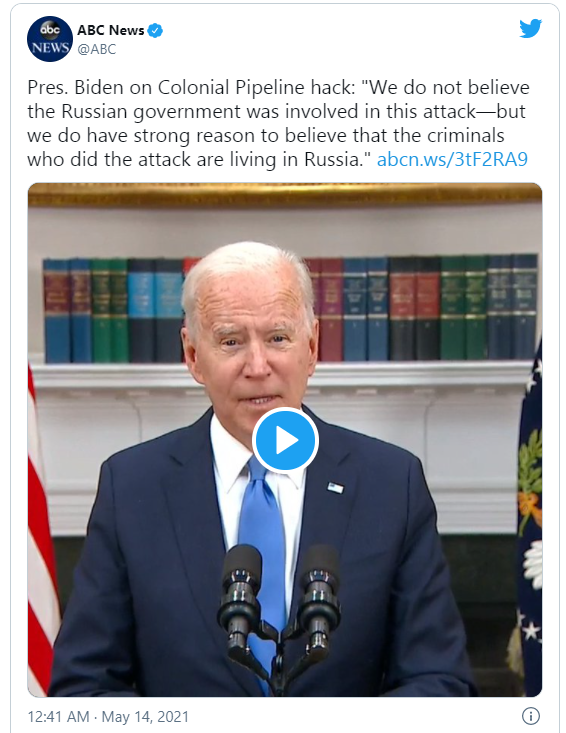 abc
NEWS
ABC News
@ABC
Pres. Biden on Colonial Pipeline hack: "We do not believe
the Russian government was involved in this attack—but
we do have strong reason to believe that the criminals
who did the attack are living in Russia." abcn.ws/3tF2RA9
12:41 AM · May 14, 2021